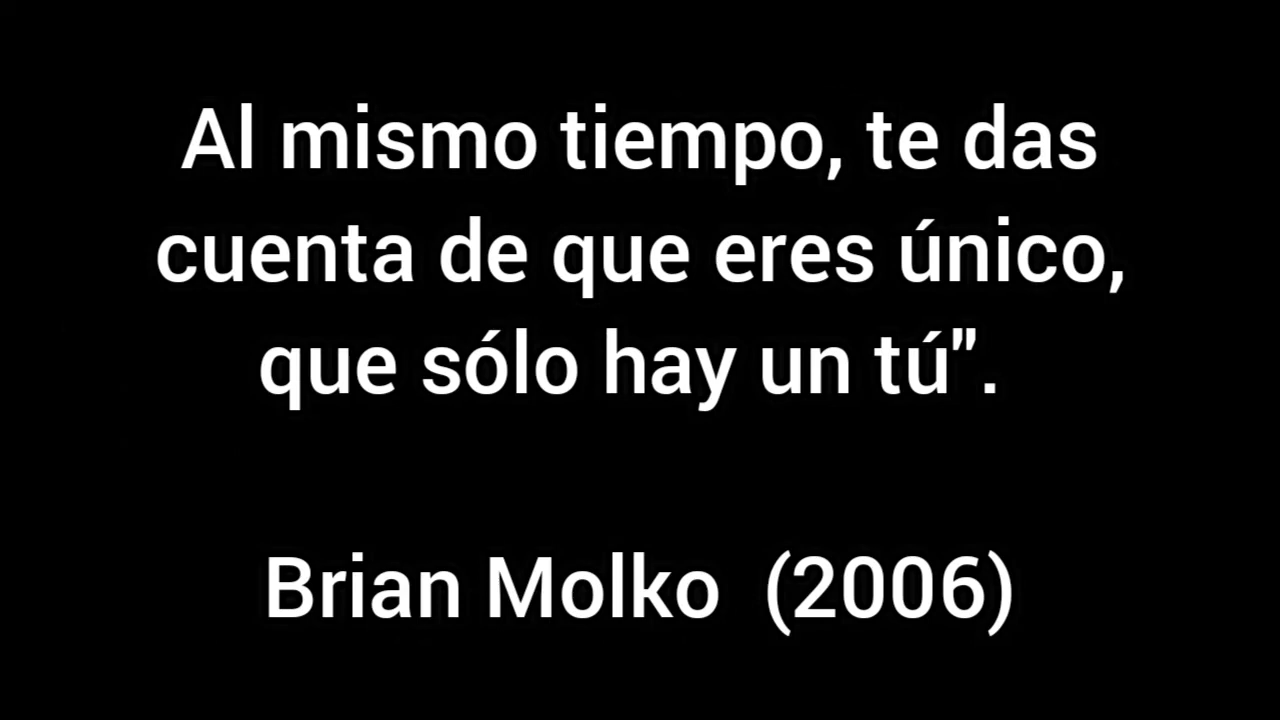 Al mismo tiempo, te das
cuenta de que eres único,
que sólo hay un tú".
Brian Molko  (2006)